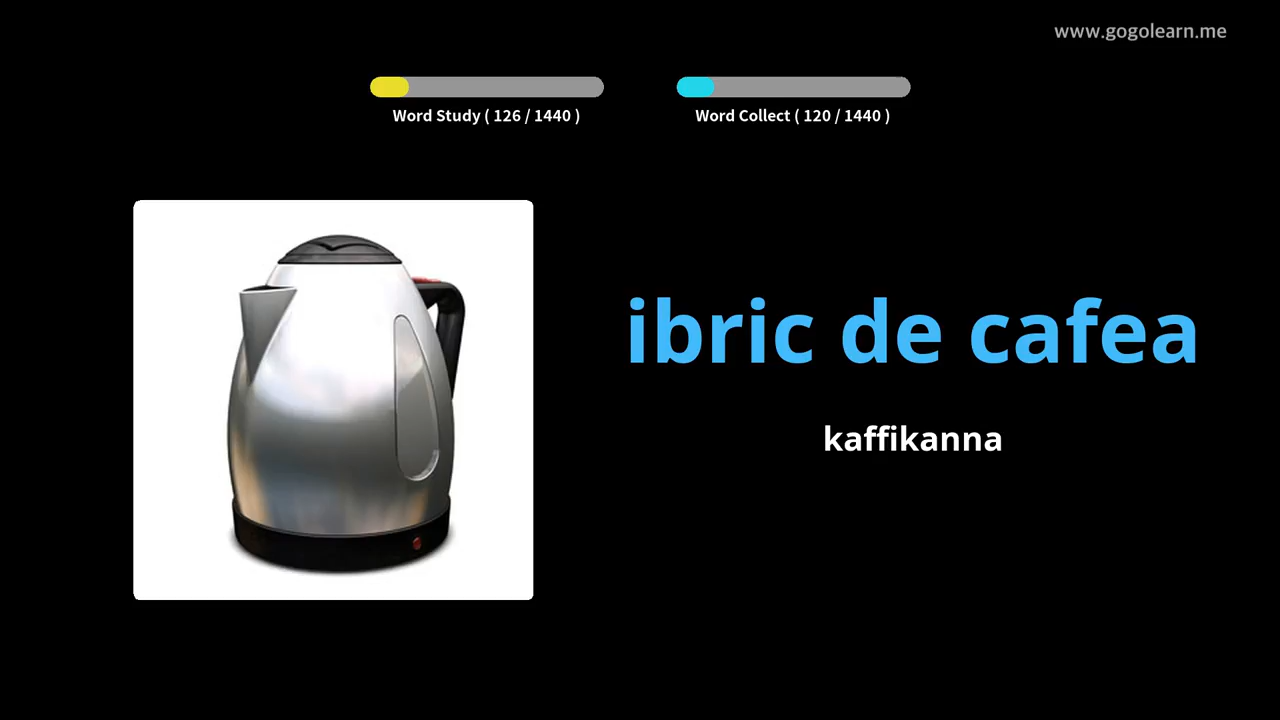 www.gogolearn.me
Word Study ( 126 / 1440 )
Word Collect ( 120 / 1440 )
ibric de cafea
kaffikanna